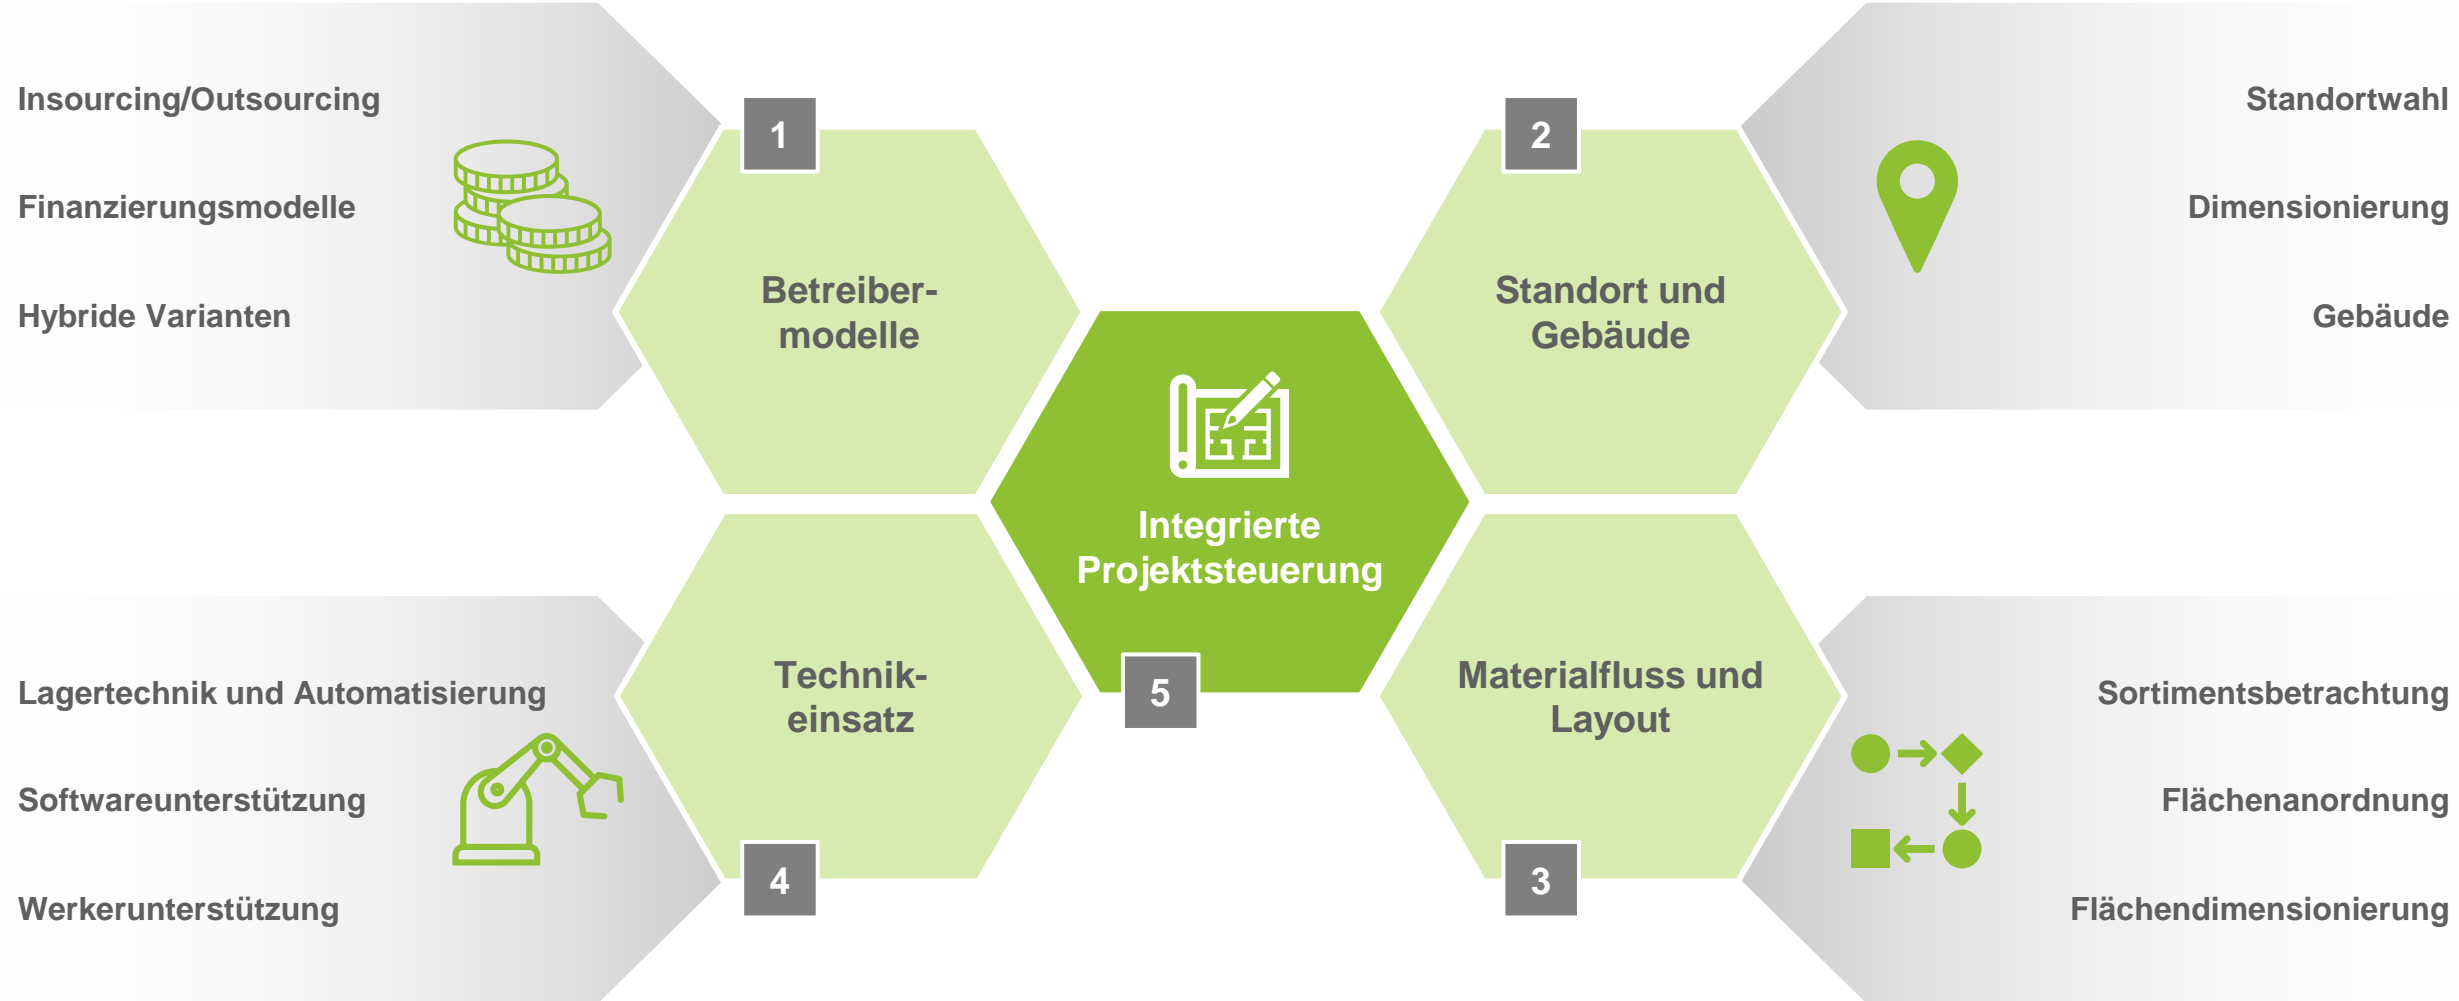 Insourcing/Outsourcing
Finanzierungsmodelle
Hybride Varianten
1
Betreiber-
modelle
2
Standort und
Gebäude
Standortwahl
Dimensionierung
Gebäude
Integrierte
Projektsteuerung
5
Lagertechnik und Automatisierung
Softwareunterstützung
Werkerunterstützung
Technik-
einsatz
4
Materialfluss und
Layout
3
Sortimentsbetrachtung
Flächenanordnung
Flächendimensionierung